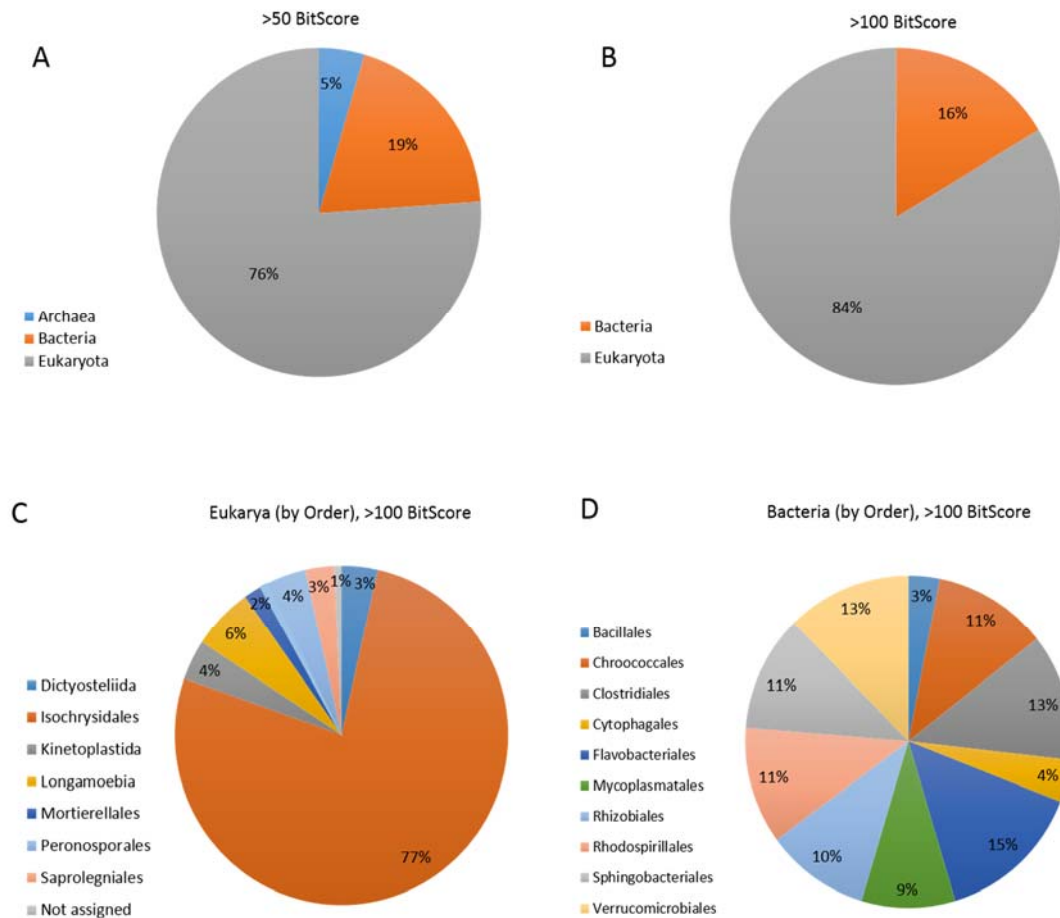 >50 BitScore
A
5%
19%
76%
Archaea
Bacteria
Eukaryota
>100 BitScore
B
16%
84%
Bacteria
Eukaryota
C
Eukarya (by Order), >100 BitScore
1%
3%
3%
4%
2%
6%
4%
77%
Dictyosteliida
Isochrysidales
Kinetoplastida
Longamoebia
Mortierellales
Peronosporales
Saprolegniales
Not assigned
D
Bacteria (by Order), >100 BitScore
3%
11%
13%
4%
15%
9%
10%
11%
11%
13%
Bacillales
Chroococcales
Clostridiales
Cytophagales
Flavobacteriales
Mycoplasmatales
Rhizobiales
Rhodospirillales
Sphingobacteriales
Verrucomicrobiales